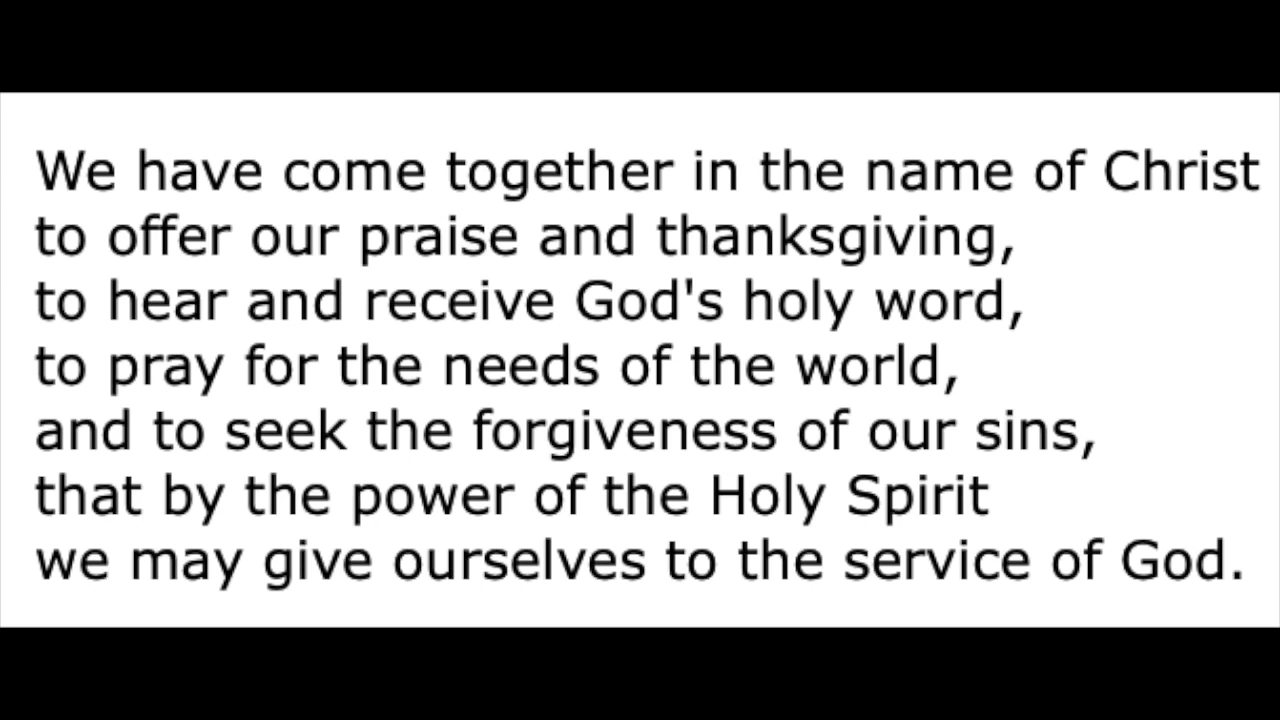 We have come together in the name of Christ
to offer our praise and thanksgiving,
to hear and receive God's holy word,
to pray for the needs of the world,
and to seek the forgiveness of our sins,
that by the power of the Holy Spirit
we may give ourselves to the service of God.